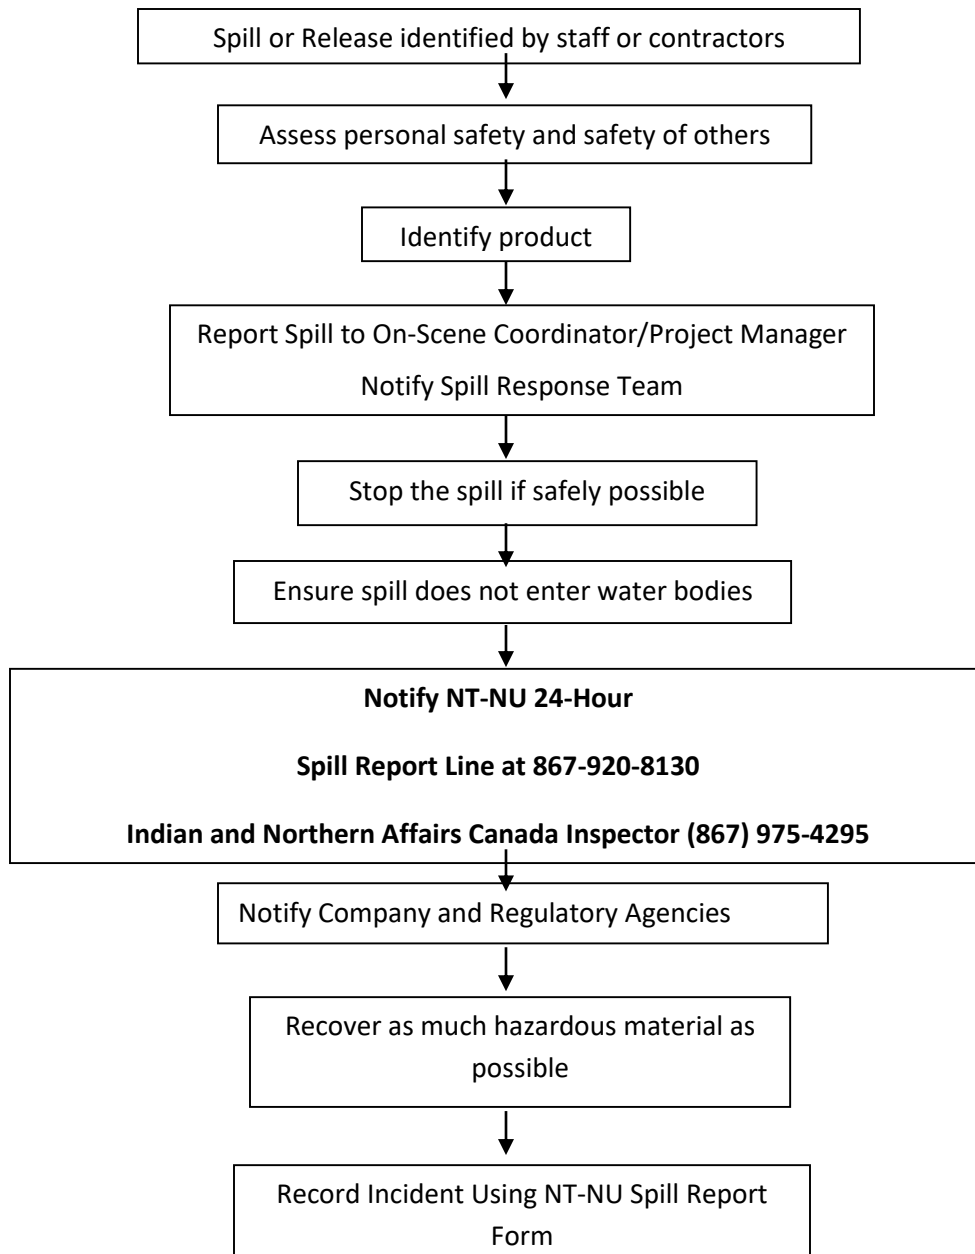 Spill or Release identified by staff or contractors
Assess personal safety and safety of others
Identify product
Report Spill to On-Scene Coordinator/Project Manager
Notify Spill Response Team
Stop the spill if safely possible
Ensure spill does not enter water bodies
Notify NT-NU 24-Hour
Spill Report Line at 867-920-8130
Indian and Northern Affairs Canada Inspector (867) 975-4295
Notify Company and Regulatory Agencies
Recover as much hazardous material as
possible
Record Incident Using NT-NU Spill Report
Form